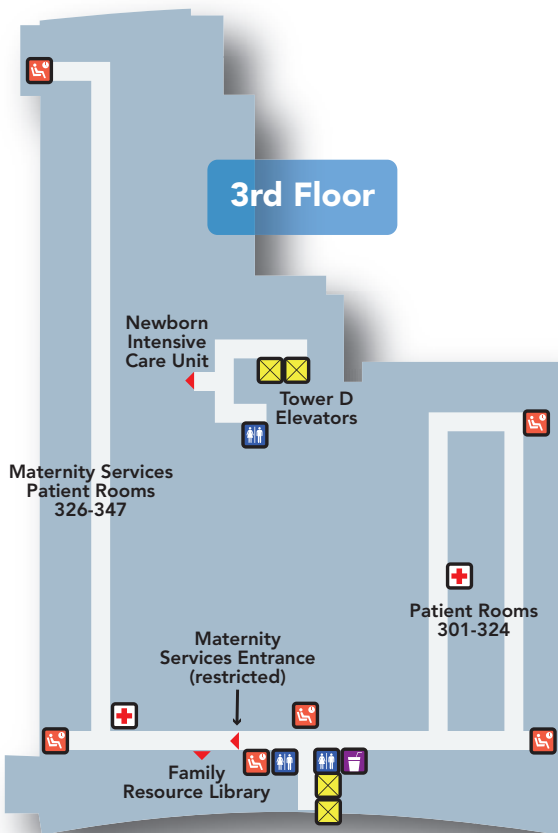 3rd Floor
Newborn
Intensive
Care Unit
Tower D
Elevators
Maternity Services
Patient Rooms
326-347
Patient Rooms
301-324
Maternity
Services Entrance
(restricted)
Family
Resource Library